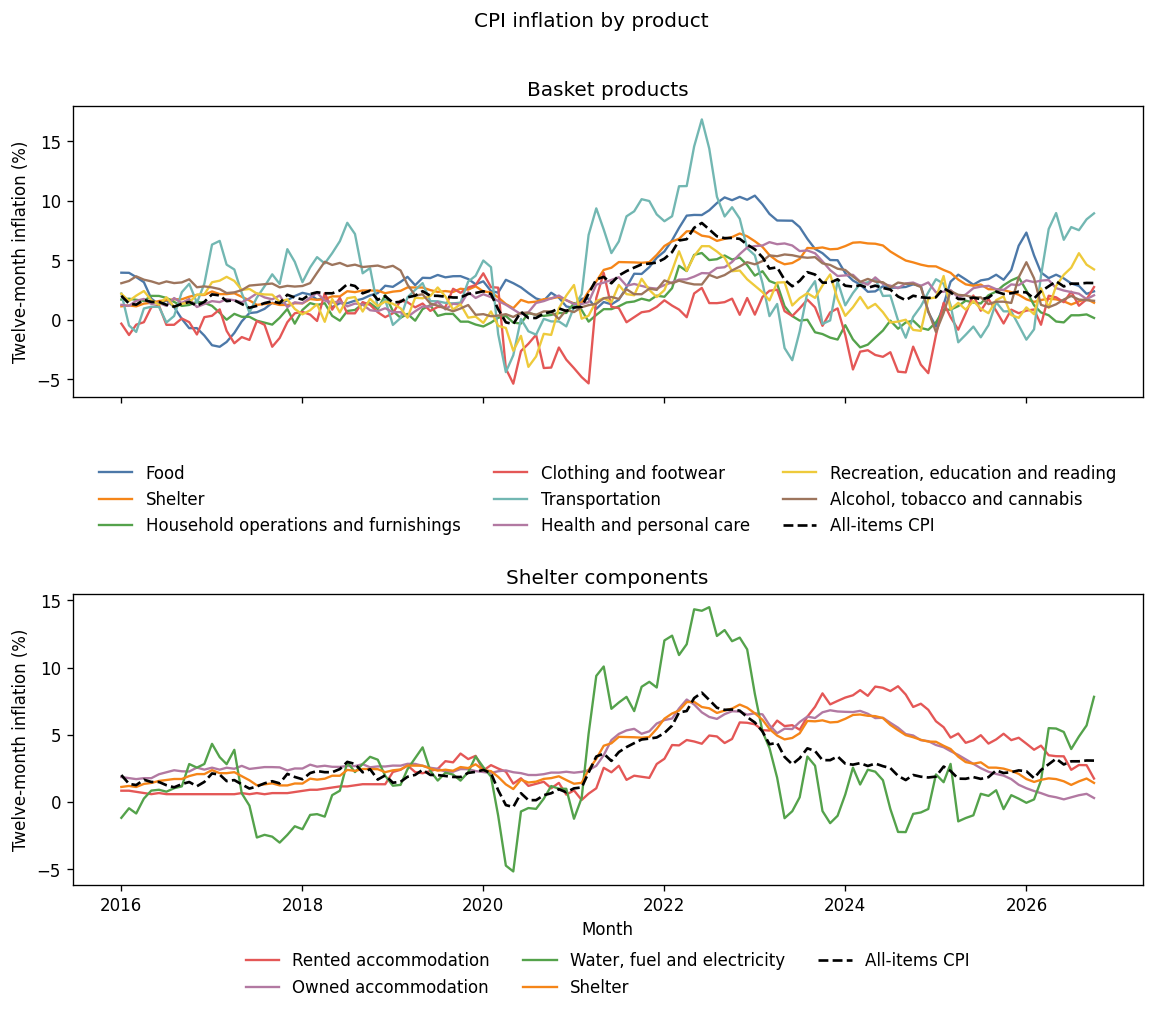 CPI inflation by product
Basket products
Twelve-month inflation (%)
15
10
5
0
−5
Food
Shelter
Household operations and furnishings
Clothing and footwear
Transportation
Health and personal care
Recreation, education and reading
Alcohol, tobacco and cannabis
All-items CPI
Shelter components
Twelve-month inflation (%)
15
10
5
0
−5
2016 2018 2020 2022 2024 2026
Month
Rented accommodation
Owned accommodation
Water, fuel and electricity
Shelter
All-items CPI